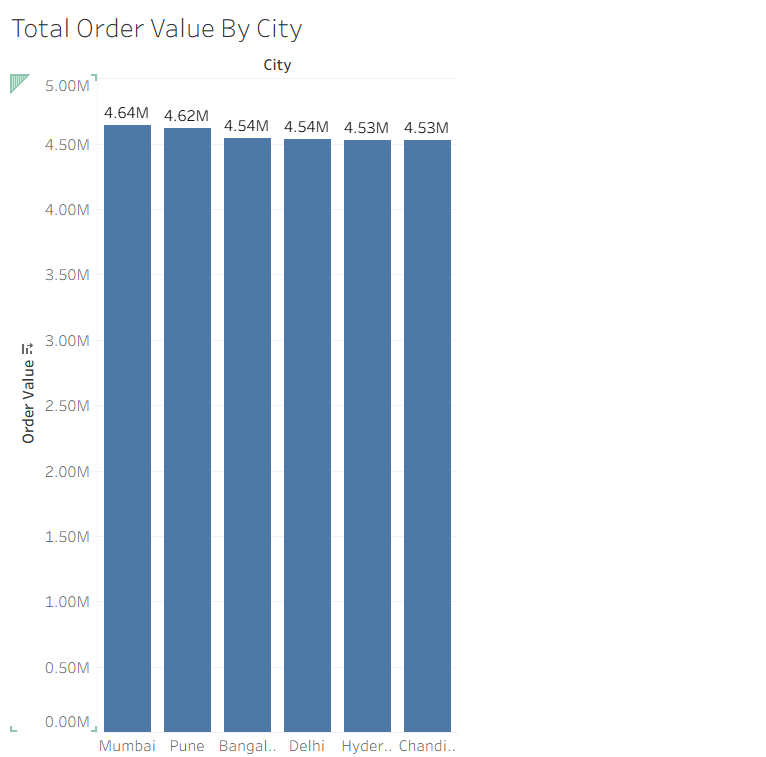 Total Order Value By City
City
5.00M
4.50M
4.00M
3.50M
3.00M
2.50M
2.00M
1.50M
1.00M
0.50M
0.00M
Order Value
4.64M 4.62M 4.54M 4.54M 4.53M 4.53M
Mumbai Pune Bangal.. Delhi Hyder.. Chandi..